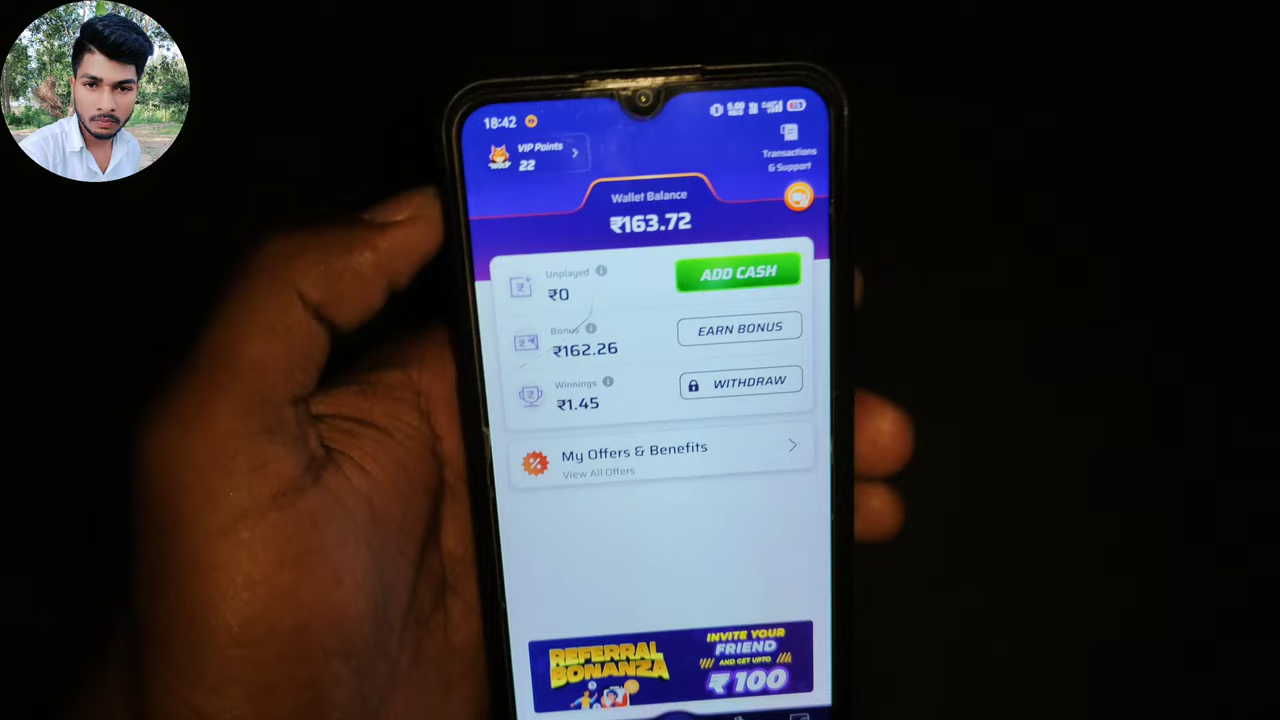 18:42
VIP Points
22
Transactions
& Support
Wallet Balance
₹163.72
Unplayed
₹0
ADD CASH
Bonus
₹162.26
EARN BONUS
Winnings
₹1.45
WITHDRAW
My Offers & Benefits
View All Offers
REFERRAL
BONANZA
INVITE YOUR
FRIEND
AND GET UPTO
₹100